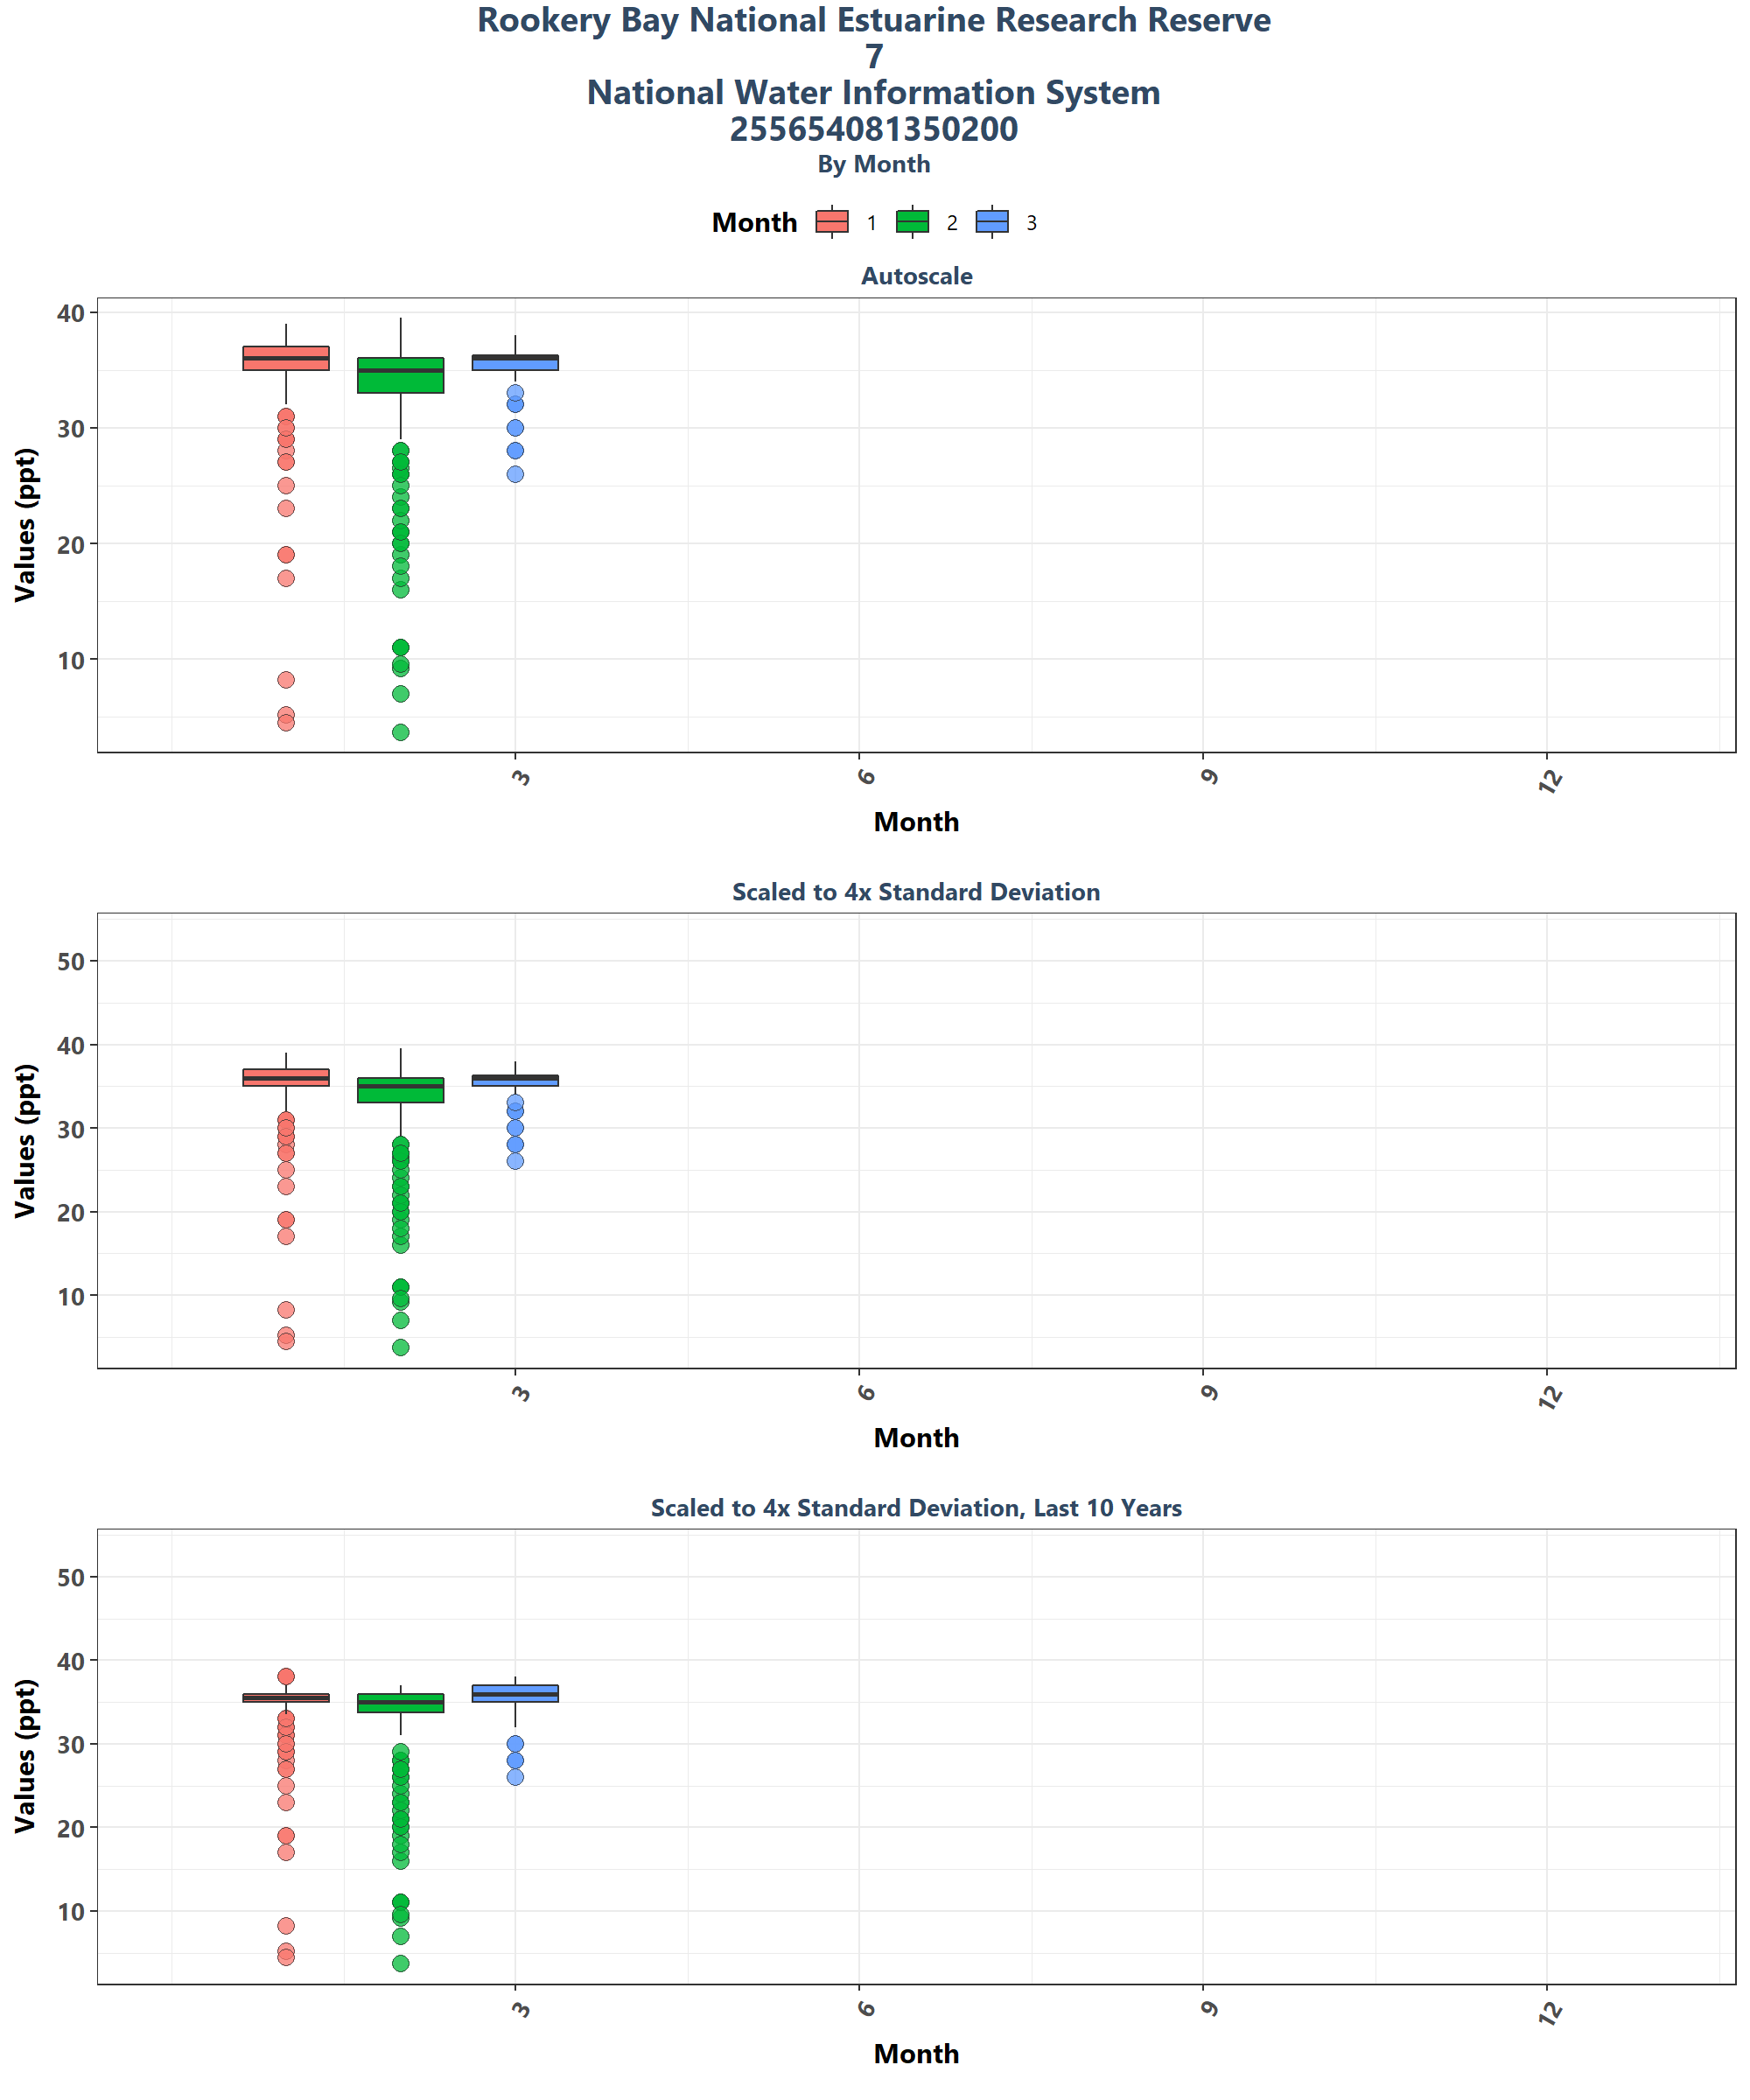 Rookery Bay National Estuarine Research Reserve
7
National Water Information System
255654081350200
By Month
Month 1 2 3
Autoscale
Values (ppt)
40
30
20
10
3 6 9 12
Month
Scaled to 4x Standard Deviation
Values (ppt)
50
40
30
20
10
3 6 9 12
Month
Scaled to 4x Standard Deviation, Last 10 Years
Values (ppt)
50
40
30
20
10
3 6 9 12
Month